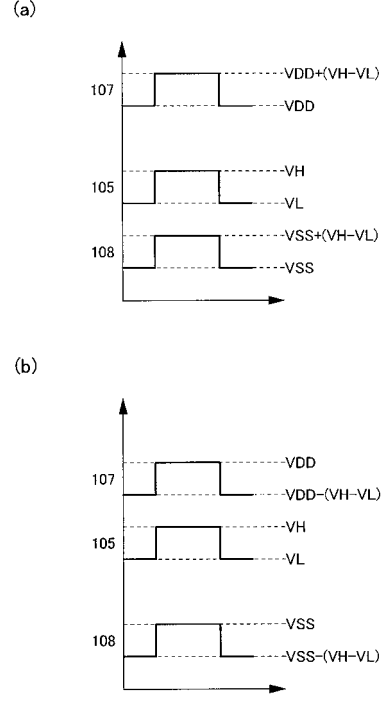 (a)
107
VDD+(VH-VL)
VDD
105
VH
VL
108
VSS+(VH-VL)
VSS
(b)
107
VDD
VDD-(VH-VL)
105
VH
VL
108
VSS
VSS-(VH-VL)